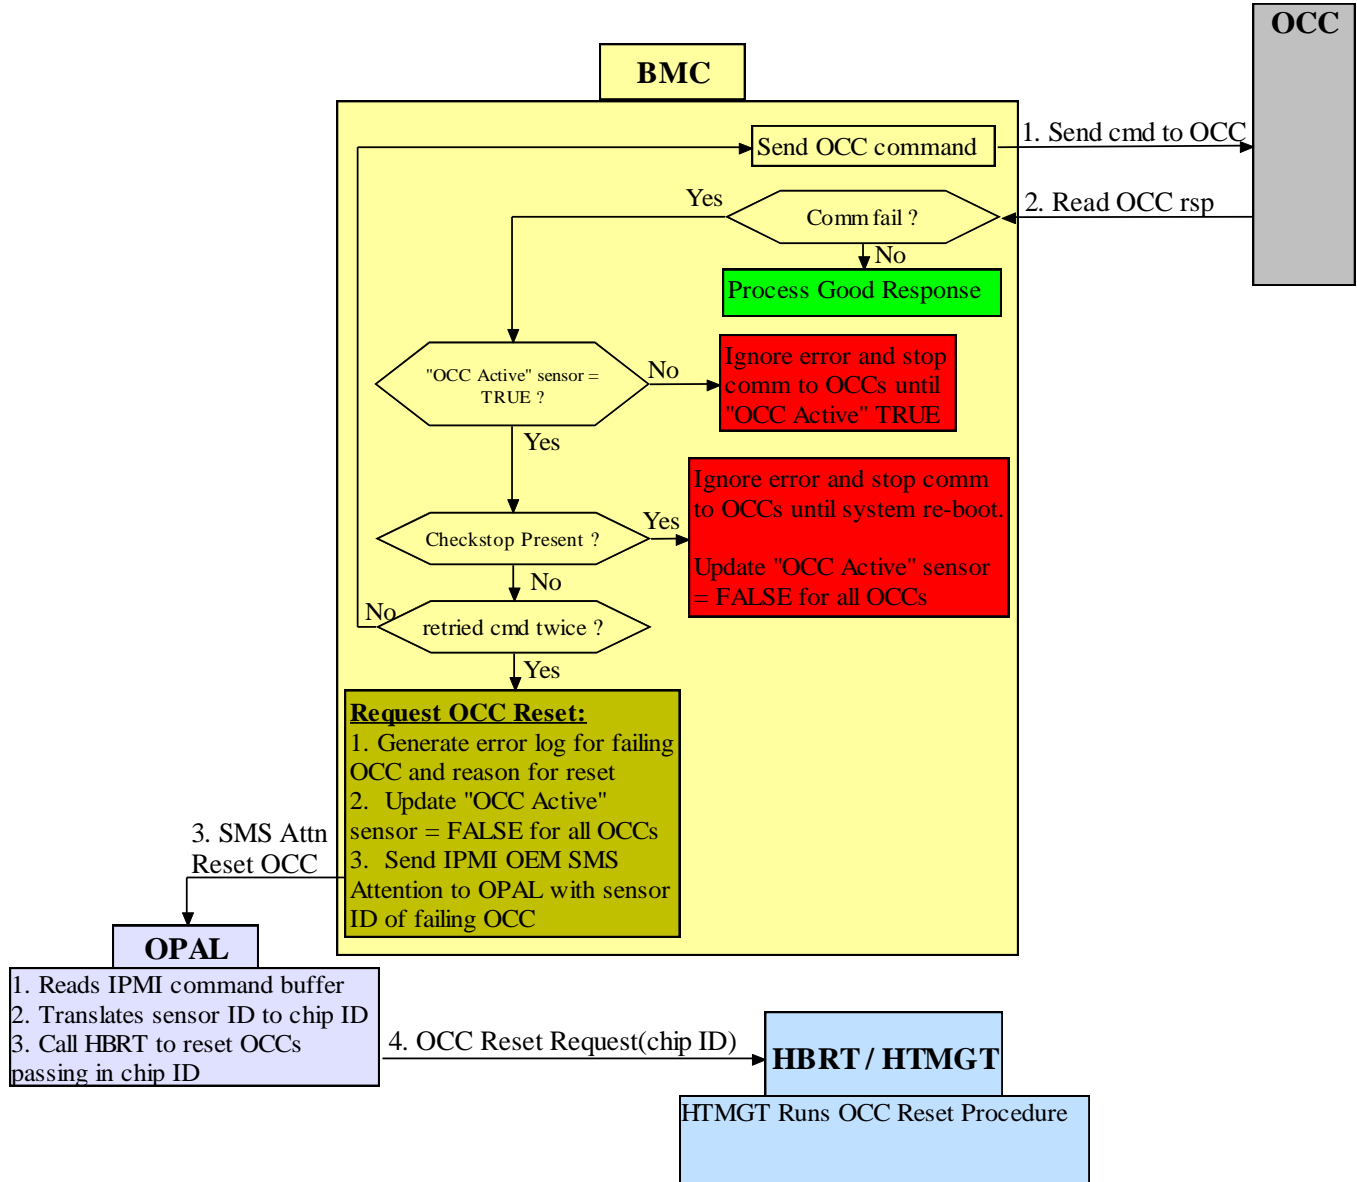 OCC
BMC
Send OCC command
1. Send cmd to OCC
Yes
Comm fail ?
2. Read OCC rsp
No
Process Good Response
"OCC Active" sensor =
TRUE ?
No
Ignore error and stop
comm to OCCs until
"OCC Active" TRUE
Yes
Ignore error and stop comm
to OCCs until system re-boot.
Update "OCC Active" sensor
= FALSE for all OCCs
Checkstop Present ?
Yes
No
No
retried cmd twice ?
Yes
Request OCC Reset:
1. Generate error log for failing
OCC and reason for reset
2. Update "OCC Active"
sensor = FALSE for all OCCs
3. Send IPMI OEM SMS
Attention to OPAL with sensor
ID of failing OCC
3. SMS Attn
Reset OCC
OPAL
1. Reads IPMI command buffer
2. Translates sensor ID to chip ID
3. Call HBRT to reset OCCs
passing in chip ID
4. OCC Reset Request(chip ID)
HBRT / HTMGT
HTMGT Runs OCC Reset Procedure